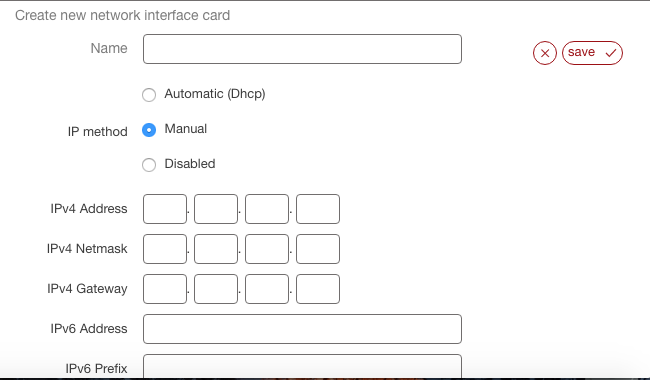 Create new network interface card
Name
save
Automatic (Dhcp)
IP method
Manual
Disabled
IPv4 Address . . .
IPv4 Netmask . . .
IPv4 Gateway . . .
IPv6 Address
IPv6 Prefix